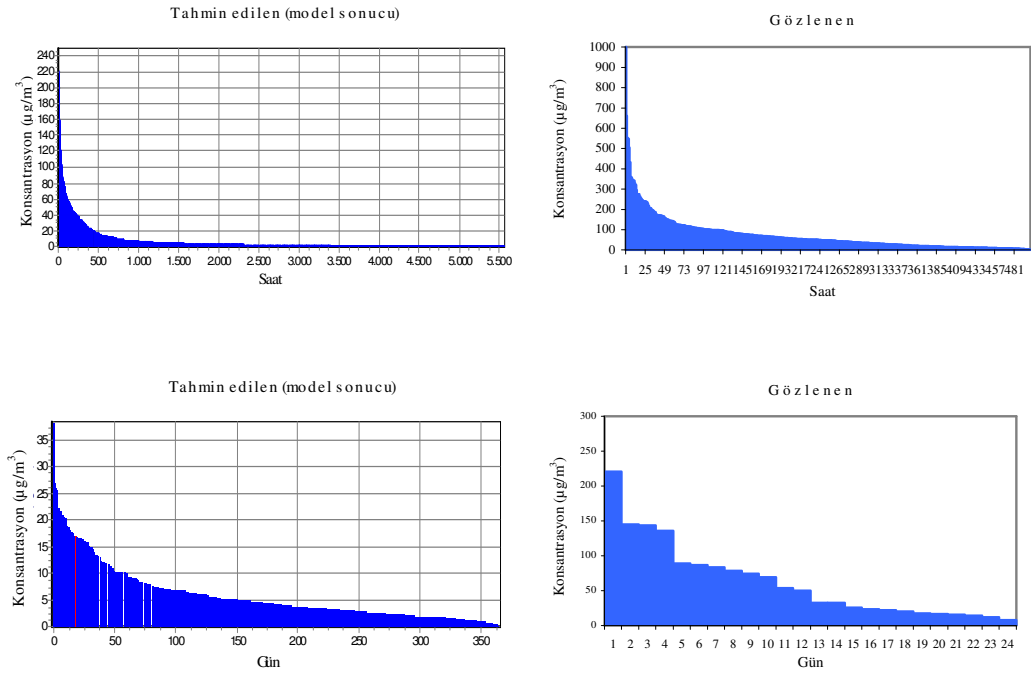 Tahmin edilen (model sonucu)
Konsantrasyon (µg/m³)
240
220
200
180
160
140
120
100
80
60
40
20
0
0 500 1.000 1.500 2.000 2.500 3.000 3.500 4.000 4.500 5.000 5.500
Saat
Gözlenen
Konsantrasyon (µg/m³)
1000
900
800
700
600
500
400
300
200
100
0
1 25 49 73 97 121145169193217241265289313337361385409433457481
Saat
Tahmin edilen (model sonucu)
Konsantrasyon (µg/m³)
35
30
25
20
15
10
5
0
0 50 100 150 200 250 300 350
Gün
Gözlenen
Konsantrasyon (µg/m³)
300
250
200
150
100
50
0
1 2 3 4 5 6 7 8 9 10 11 12 13 14 15 16 17 18 19 20 21 22 23 24
Gün